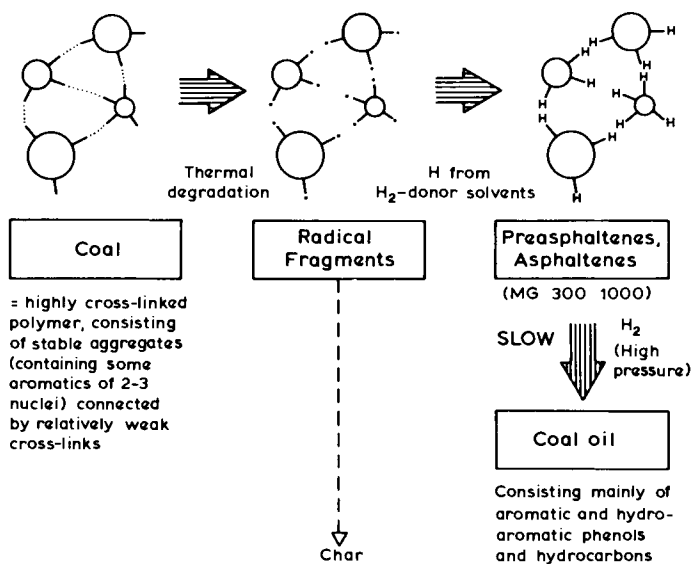 H
H
H
H
H
H
H
H
H
H
H
H
Thermal
degradation
H from
H₂-donor solvents
Coal
Radical
Fragments
Preasphaltenes,
Asphaltenes
(MG 300 1000)
= highly cross-linked
polymer, consisting
of stable aggregates
(containing some
aromatics of 2-3
nuclei) connected
by relatively weak
cross-links
SLOW
H₂
(High
pressure)
Coal oil
Consisting mainly of
aromatic and hydro-
aromatic phenols
and hydrocarbons
Char